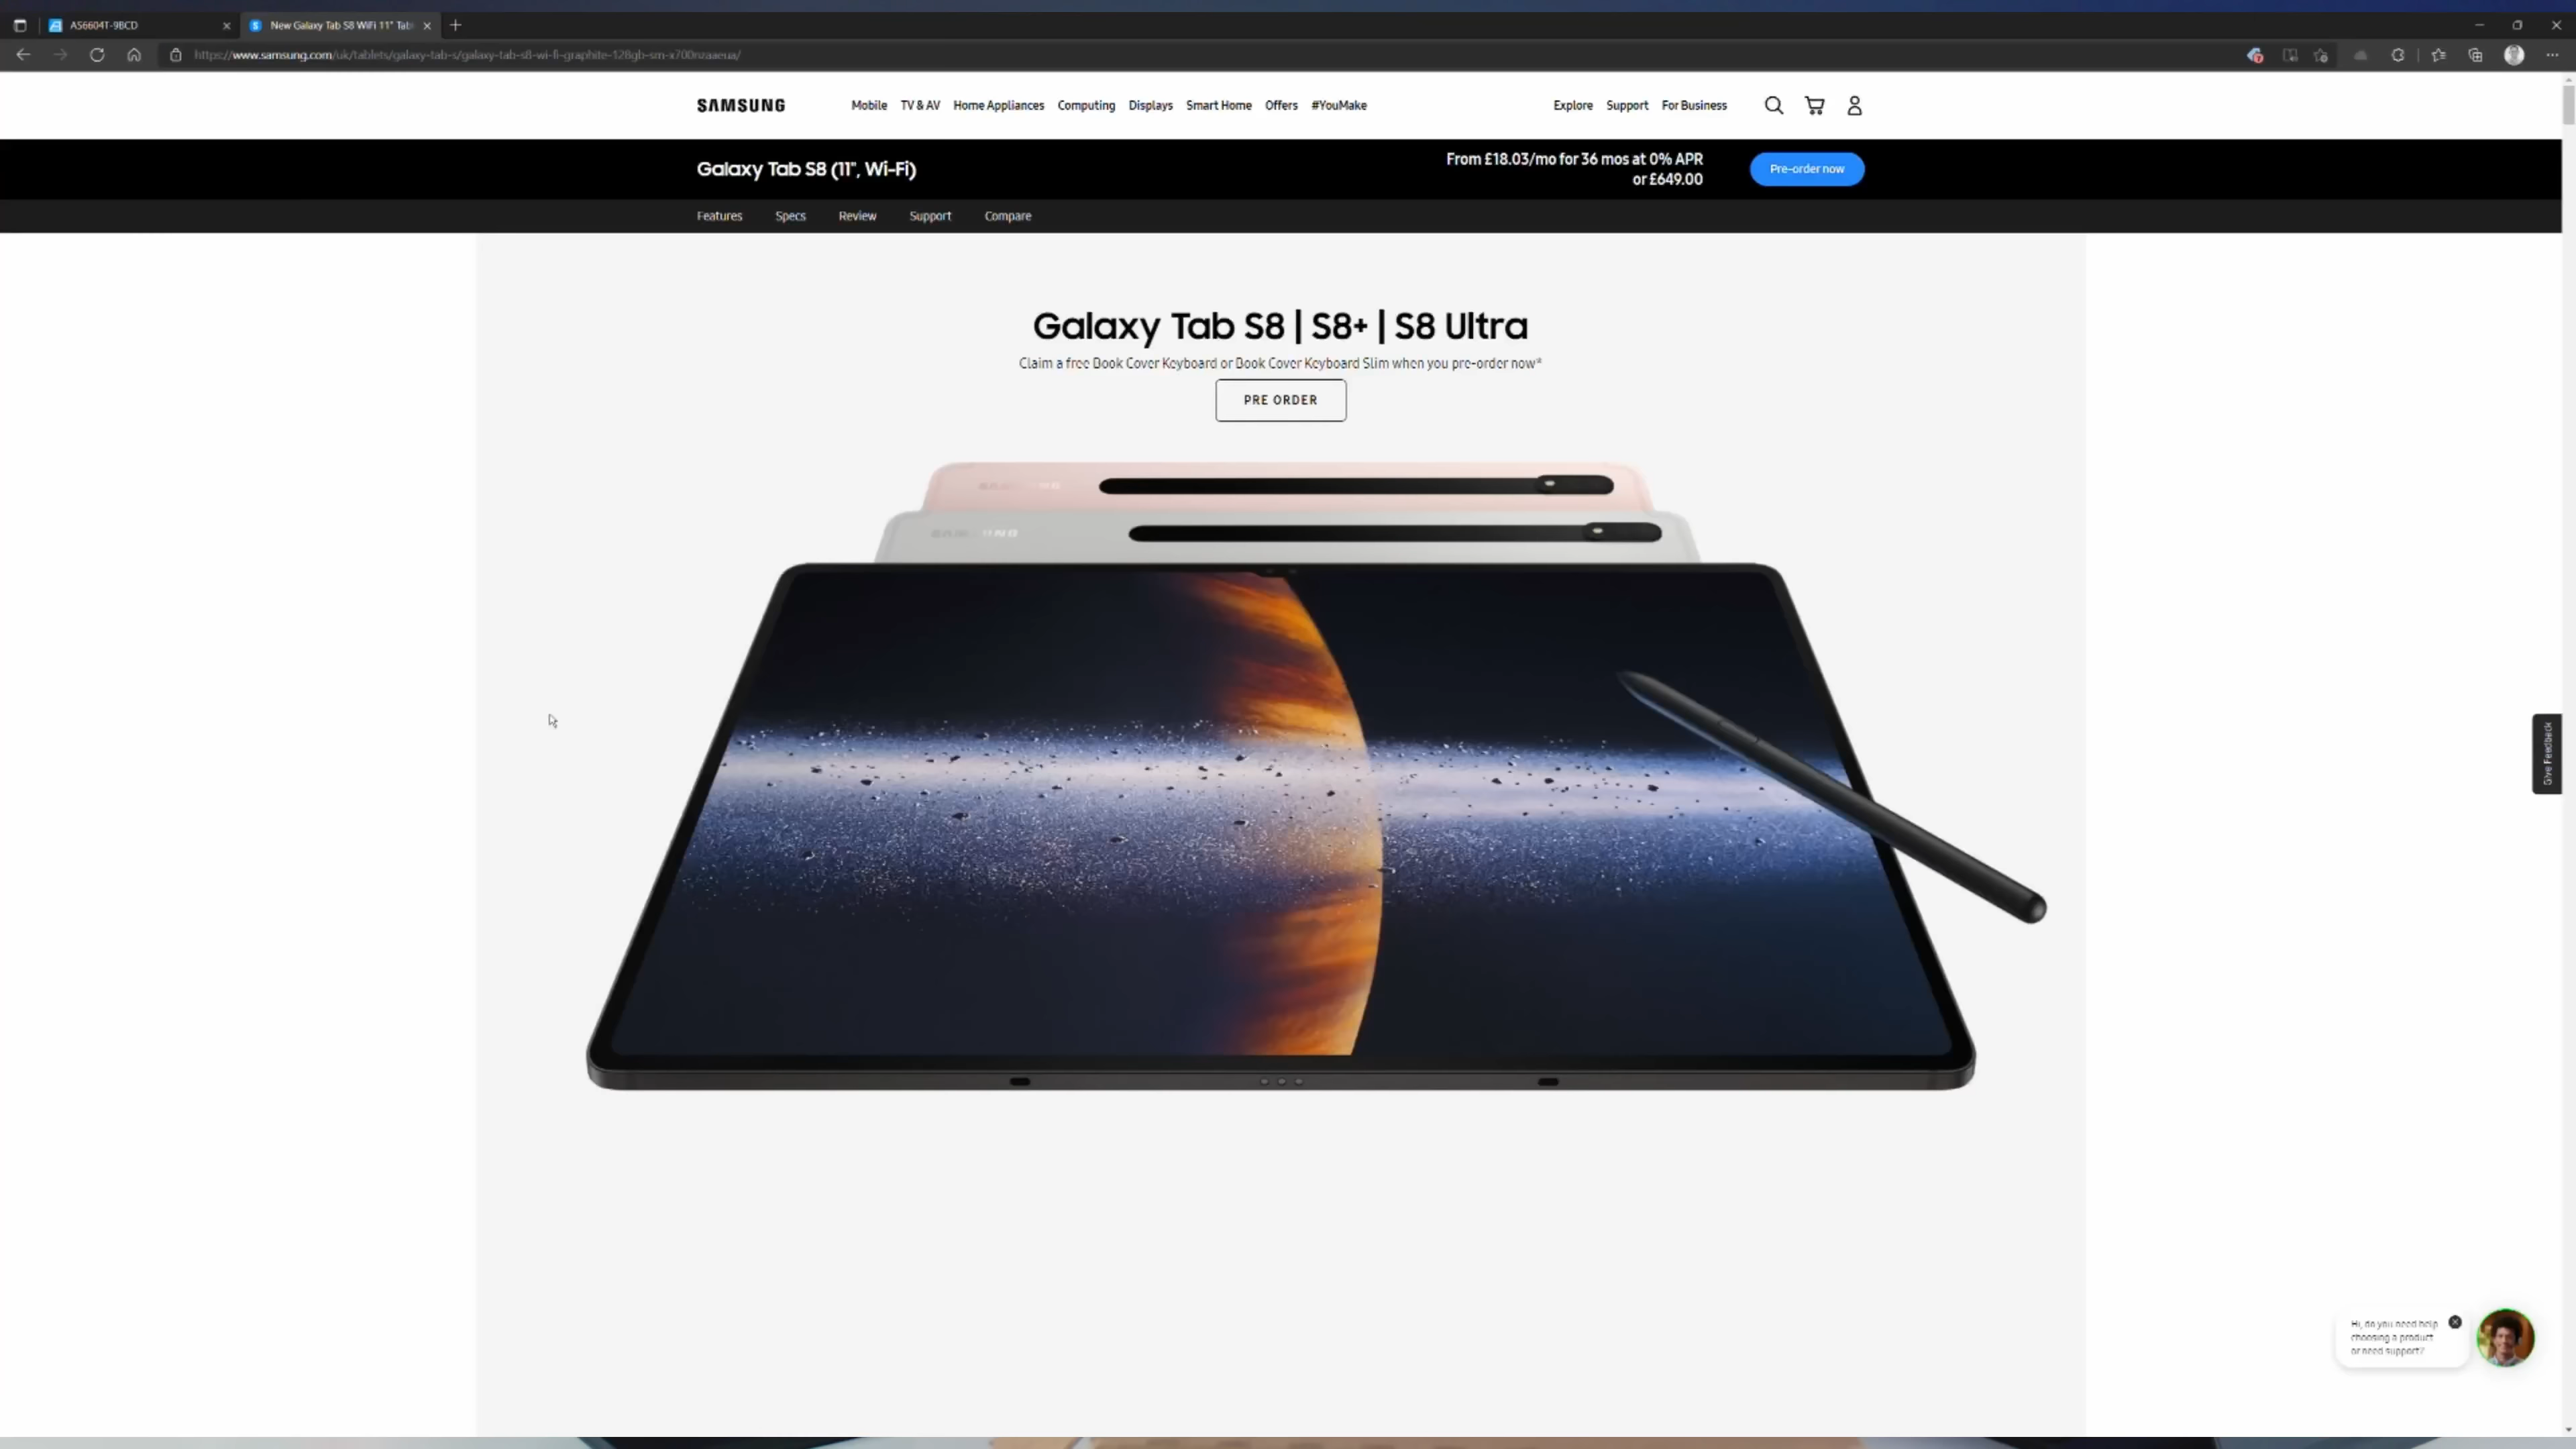 AS6604T-9BCD
New Galaxy Tab S8 WiFi 11" Tab
https://www.samsung.com/uk/tablets/galaxy-tab-s/galaxy-tab-s8-wi-fi-graphite-128gb-sm-x700nzaaeua/
SAMSUNG
Mobile TV & AV Home Appliances Computing Displays Smart Home Offers #YouMake
Explore Support For Business
Galaxy Tab S8 (11", Wi-Fi)
From £18.03/mo for 36 mos at 0% APR
or £649.00
Pre-order now
Features Specs Review Support Compare
Galaxy Tab S8 | S8+ | S8 Ultra
Claim a free Book Cover Keyboard or Book Cover Keyboard Slim when you pre-order now*
PRE ORDER
Give Feedback
Hi, do you need help
choosing a product
or need support?